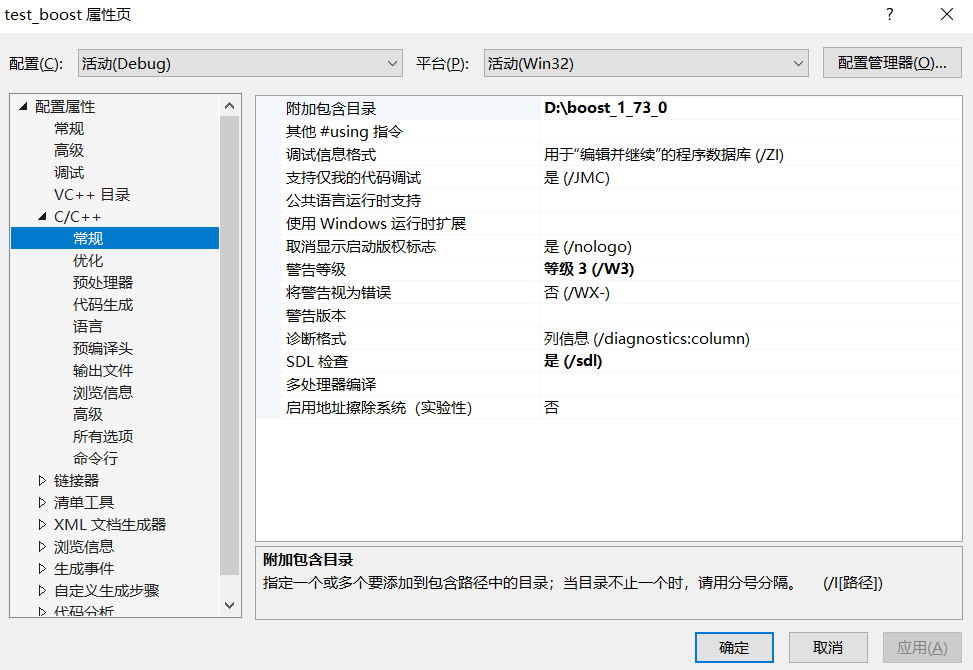 test_boost 属性页
?
配置(C): 活动(Debug) 平台(P): 活动(Win32) 配置管理器(O)...
配置属性
常规
高级
调试
VC++ 目录
C/C++
常规
优化
预处理器
代码生成
语言
预编译头
输出文件
浏览信息
高级
所有选项
命令行
链接器
清单工具
XML 文档生成器
浏览信息
生成事件
自定义生成步骤
代码分析
附加包含目录 D:\boost_1_73_0
其他 #using 指令
调试信息格式 用于“编辑并继续”的程序数据库 (/ZI)
支持仅我的代码调试 是 (/JMC)
公共语言运行时支持
使用 Windows 运行时扩展
取消显示启动版权标志 是 (/nologo)
警告等级 等级 3 (/W3)
将警告视为错误 否 (/WX-)
警告版本
诊断格式 列信息 (/diagnostics:column)
SDL 检查 是 (/sdl)
多处理器编译
启用地址擦除系统（实验性） 否
附加包含目录
指定一个或多个要添加到包含路径中的目录；当目录不止一个时，请用分号分隔。 (/I[路径])
确定 取消 应用(A)